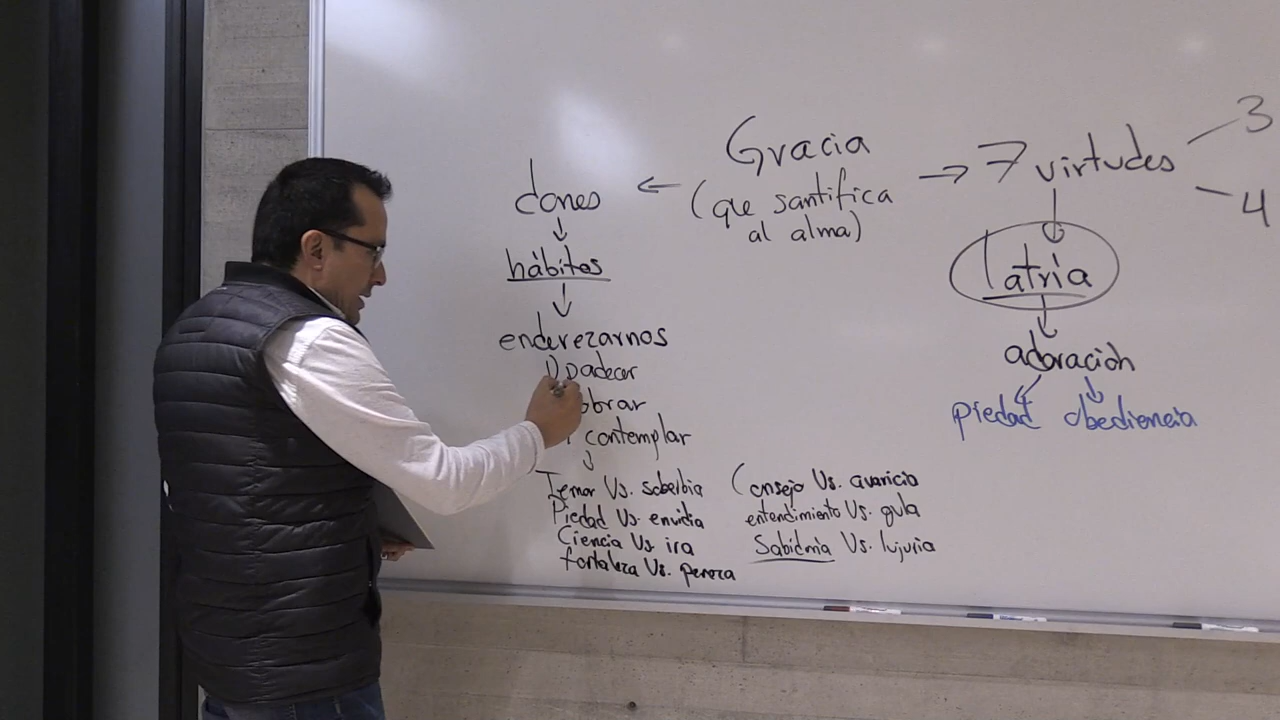 Gracia
(que santifica
al alma)
dones
hábitos
enderezarnos
1) padecer
obrar
contemplar
Temor Vs. soberbia
Piedad Vs. envidia
Ciencia Vs ira
fortaleza Vs. pereza
Consejo Vs. avaricia
entendimiento Vs. gula
Sabiduría Vs. lujuria
7 virtudes
3
4
latría
adoración
piedad obediencia